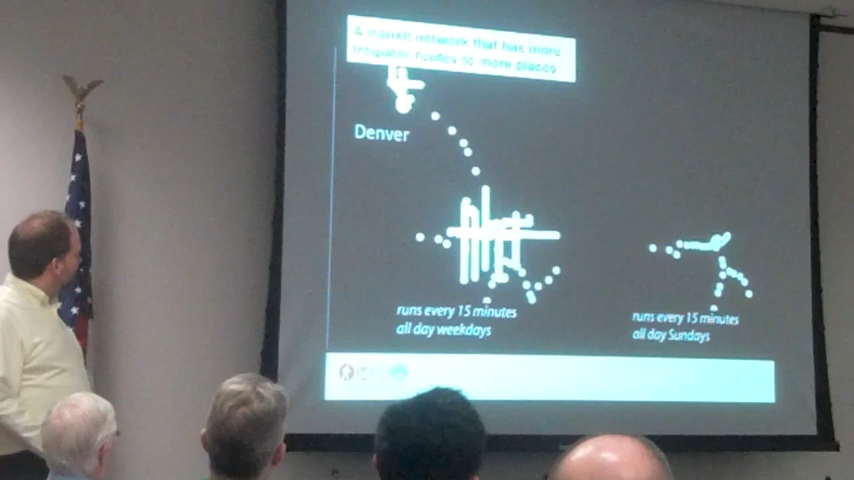 A transit network that has more
frequent routes to more places
Denver
runs every 15 minutes
all day weekdays
runs every 15 minutes
all day Sundays